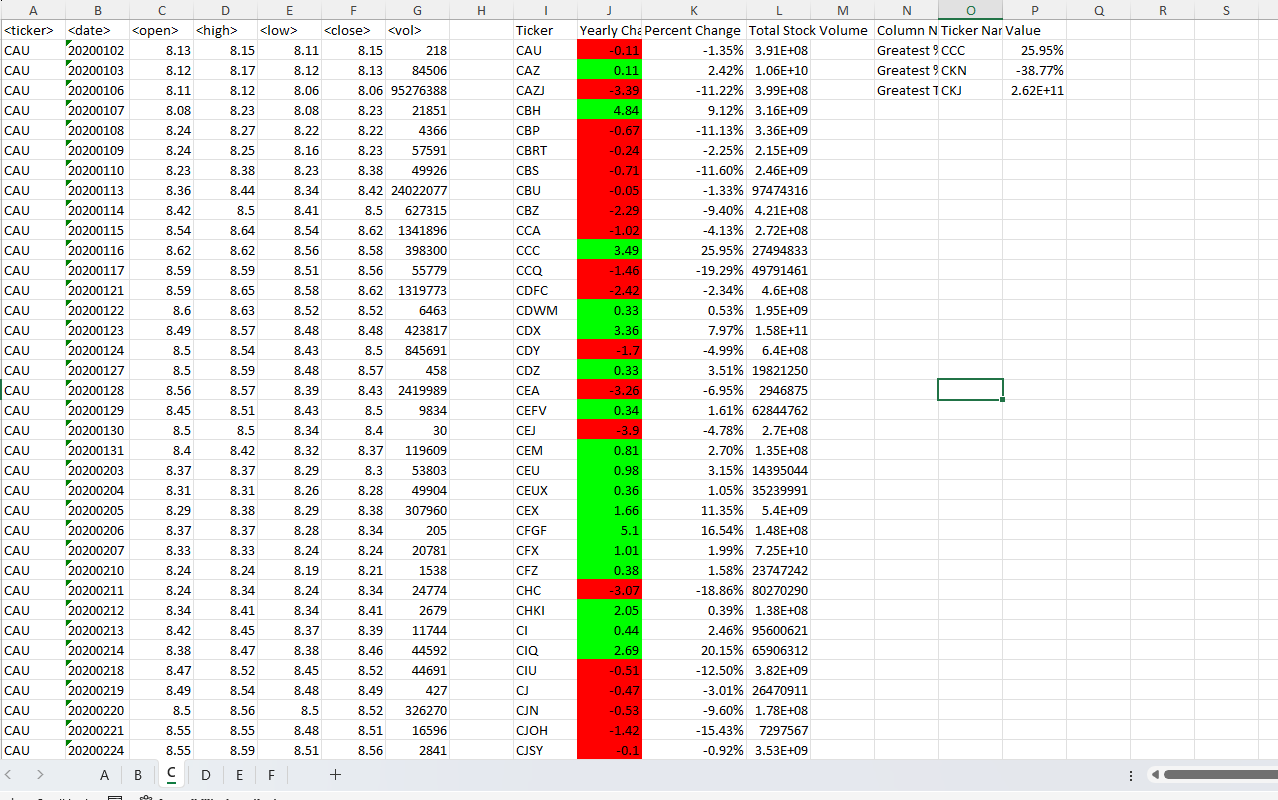 A B C D E F G H I J K L M N O P Q R S
<ticker> <date> <open> <high> <low> <close> <vol> Ticker Yearly Cha Percent Change Total Stock Volume Column N Ticker Nar Value
CAU 20200102 8.13 8.15 8.11 8.15 218 CAU -0.11 -1.35% 3.91E+08 Greatest % CCC 25.95%
CAU 20200103 8.12 8.17 8.12 8.13 84506 CAZ 0.11 2.42% 1.06E+10 Greatest % CKN -38.77%
CAU 20200106 8.11 8.12 8.06 8.06 95276388 CAZJ -3.39 -11.22% 3.99E+08 Greatest T CKJ 2.62E+11
CAU 20200107 8.08 8.23 8.08 8.23 21851 CBH 4.84 9.12% 3.16E+09
CAU 20200108 8.24 8.27 8.22 8.22 4366 CBP -0.67 -11.13% 3.36E+09
CAU 20200109 8.24 8.25 8.16 8.23 57591 CBRT -0.24 -2.25% 2.15E+09
CAU 20200110 8.23 8.38 8.23 8.38 49926 CBS -0.71 -11.60% 2.46E+09
CAU 20200113 8.36 8.44 8.34 8.42 24022077 CBU -0.05 -1.33% 97474316
CAU 20200114 8.42 8.5 8.41 8.5 627315 CBZ -2.29 -9.40% 4.21E+08
CAU 20200115 8.54 8.64 8.54 8.62 1341896 CCA -1.02 -4.13% 2.72E+08
CAU 20200116 8.62 8.62 8.56 8.58 398300 CCC 3.49 25.95% 27494833
CAU 20200117 8.59 8.59 8.51 8.56 55779 CCQ -1.46 -19.29% 49791461
CAU 20200121 8.59 8.65 8.58 8.62 1319773 CDFC -2.42 -2.34% 4.6E+08
CAU 20200122 8.6 8.63 8.52 8.52 6463 CDWM 0.33 0.53% 1.95E+09
CAU 20200123 8.49 8.57 8.48 8.48 423817 CDX 3.36 7.97% 1.58E+11
CAU 20200124 8.5 8.54 8.43 8.5 845691 CDY -1.7 -4.99% 6.4E+08
CAU 20200127 8.5 8.59 8.48 8.57 458 CDZ 0.33 3.51% 19821250
CAU 20200128 8.56 8.57 8.39 8.43 2419989 CEA -3.26 -6.95% 2946875
CAU 20200129 8.45 8.51 8.43 8.5 9834 CEFV 0.34 1.61% 62844762
CAU 20200130 8.5 8.5 8.34 8.4 30 CEJ -3.9 -4.78% 2.7E+08
CAU 20200131 8.4 8.42 8.32 8.37 119609 CEM 0.81 2.70% 1.35E+08
CAU 20200203 8.37 8.37 8.29 8.3 53803 CEU 0.98 3.15% 14395044
CAU 20200204 8.31 8.31 8.26 8.28 49904 CEUX 0.36 1.05% 35239991
CAU 20200205 8.29 8.38 8.29 8.38 307960 CEX 1.66 11.35% 5.4E+09
CAU 20200206 8.37 8.37 8.28 8.34 205 CFGF 5.1 16.54% 1.48E+08
CAU 20200207 8.33 8.33 8.24 8.24 20781 CFX 1.01 1.99% 7.25E+10
CAU 20200210 8.24 8.24 8.19 8.21 1538 CFZ 0.38 1.58% 23747242
CAU 20200211 8.24 8.34 8.24 8.34 24774 CHC -3.07 -18.86% 80270290
CAU 20200212 8.34 8.41 8.34 8.41 2679 CHKI 2.05 0.39% 1.38E+08
CAU 20200213 8.42 8.45 8.37 8.39 11744 CI 0.44 2.46% 95600621
CAU 20200214 8.38 8.47 8.38 8.46 44592 CIQ 2.69 20.15% 65906312
CAU 20200218 8.47 8.52 8.45 8.52 44691 CIU -0.51 -12.50% 3.82E+09
CAU 20200219 8.49 8.54 8.48 8.49 427 CJ -0.47 -3.01% 26470911
CAU 20200220 8.5 8.56 8.5 8.52 326270 CJN -0.53 -9.60% 1.78E+08
CAU 20200221 8.55 8.55 8.48 8.51 16596 CJOH -1.42 -15.43% 7297567
CAU 20200224 8.55 8.59 8.51 8.56 2841 CJSY -0.1 -0.92% 3.53E+09
A B C D E F